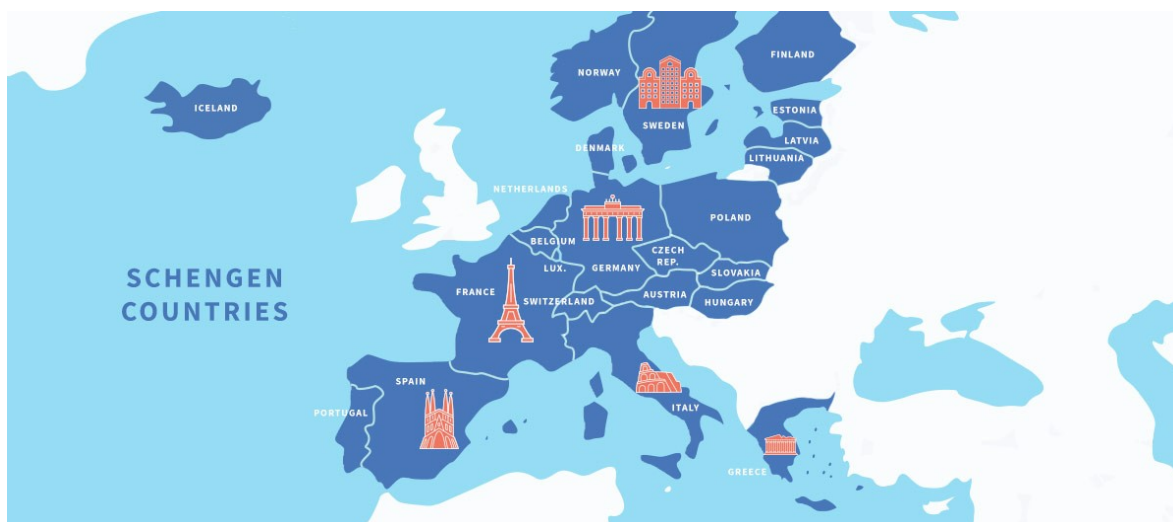 ICELAND
NORWAY
FINLAND
SWEDEN
ESTONIA
LATVIA
LITHUANIA
DENMARK
NETHERLANDS
POLAND
BELGIUM
CZECH
REP.
LUX.
GERMANY
SLOVAKIA
SCHENGEN
COUNTRIES
FRANCE
SWITZERLAND
AUSTRIA
HUNGARY
SPAIN
PORTUGAL
ITALY
GREECE